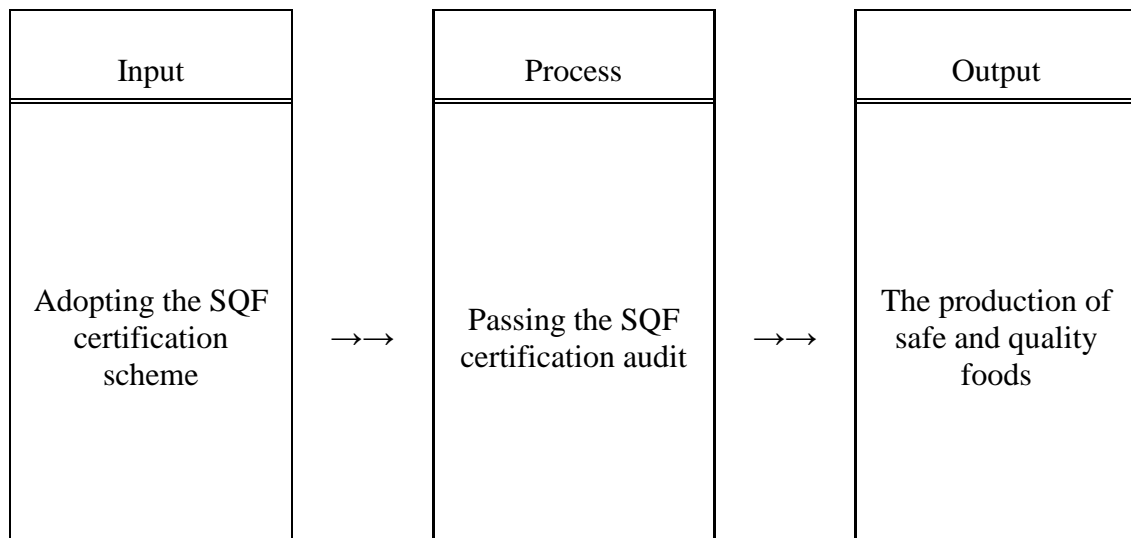 Input
Adopting the SQF
certification
scheme
→→
Process
Passing the SQF
certification audit
→→
Output
The production of
safe and quality
foods